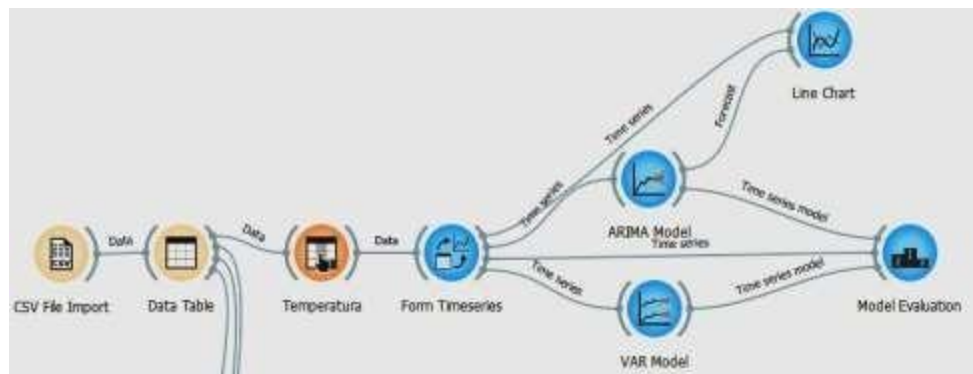 Line Chart
Time series
Forecast
Time series
ARIMA Model
Time series model
Time series
Data
Data
Data
CSV
CSV File Import
Data Table
Temperatura
Form Timeseries
Time series
Time series model
Model Evaluation
VAR Model